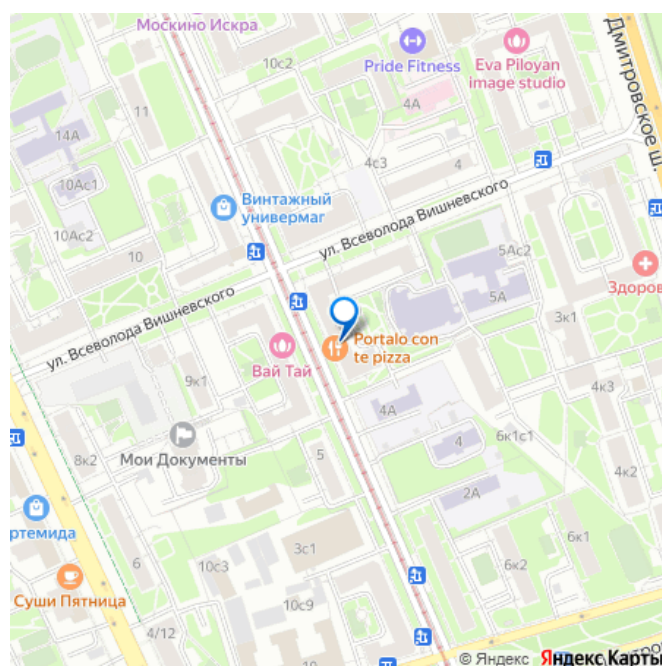 Москино Искра
10с2
Pride Fitness
Eva Piloyan
image studio
Дмитровское ш.
11
4А
14А
4с3
4
10Ас1
Винтажный
универмаг
ул. Всеволода Вишневского
10Ас2
10
5Ас2
5А
Здоров
3к1
ул. Всеволода Вишневского
Portalo con
te pizza
Вай Тай
9к1
4к3
4А
Мои Документы
8к2
5
4
6к1с1
4к2
2А
ртемида
3с1
6к1
6
10с3
6к2
Суши Пятница
10с9
4/12
© Яндекс Яндекс Карты